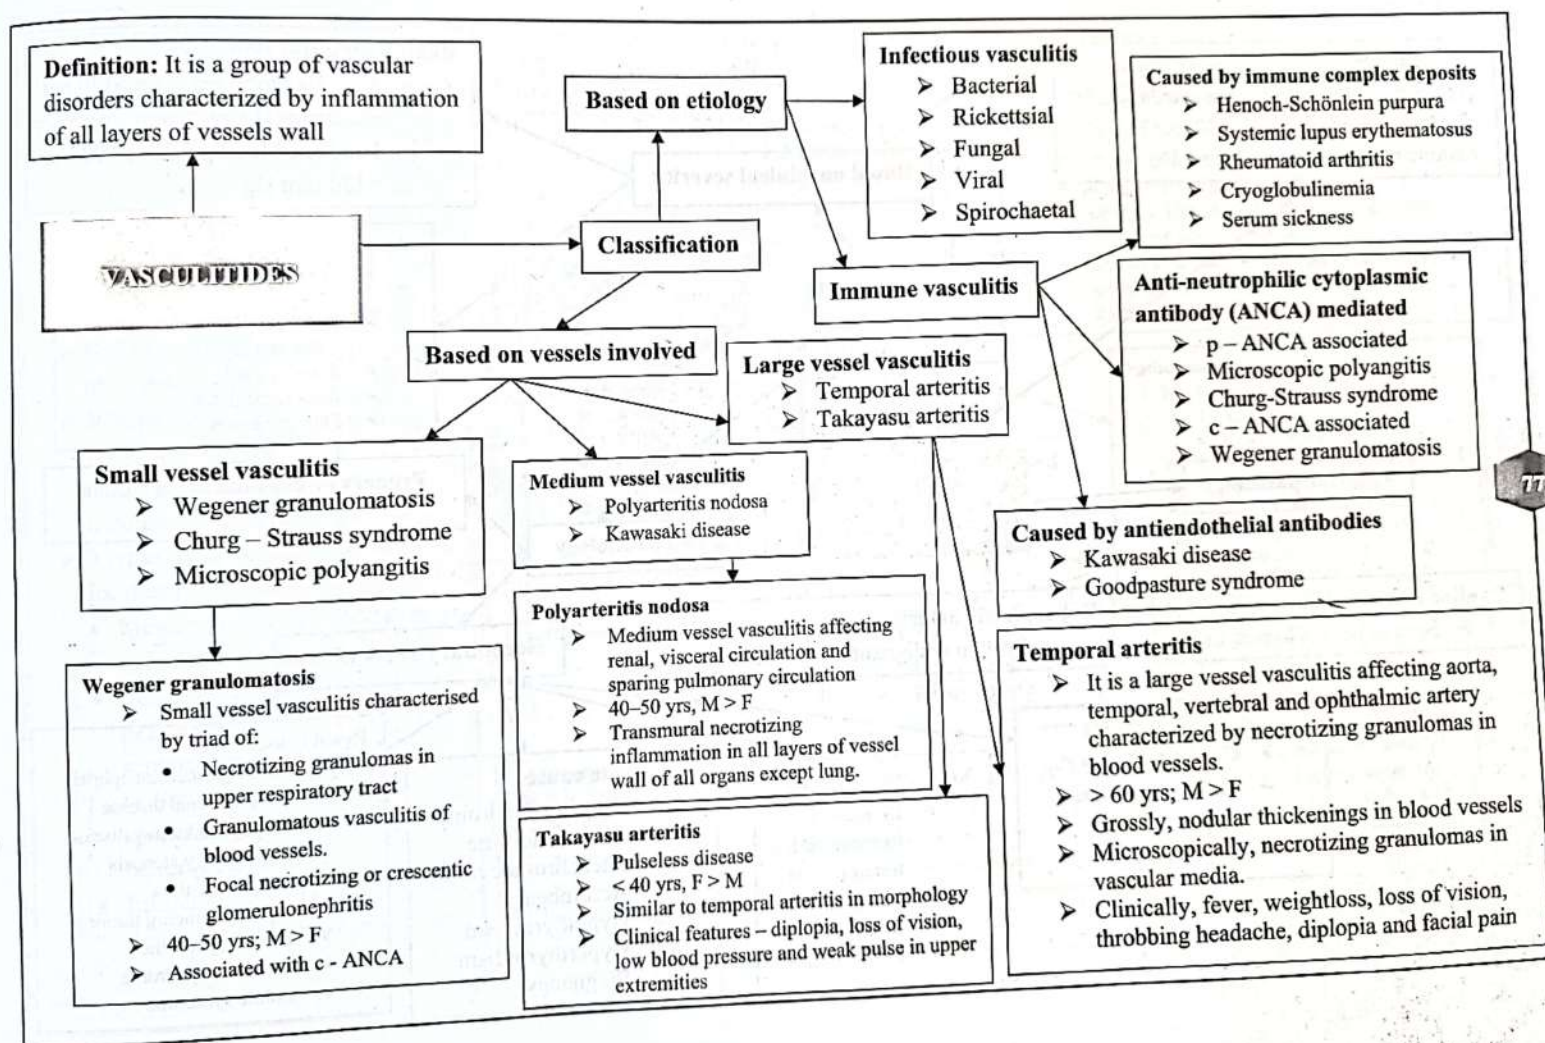 Definition: It is a group of vascular
disorders characterized by inflammation
of all layers of vessels wall
VASCULITIDES
Classification
Based on etiology
Infectious vasculitis
➤ Bacterial
➤ Rickettsial
➤ Fungal
➤ Viral
➤ Spirochaetal
Immune vasculitis
Caused by immune complex deposits
➤ Henoch-Schönlein purpura
➤ Systemic lupus erythematosus
➤ Rheumatoid arthritis
➤ Cryoglobulinemia
➤ Serum sickness
Anti-neutrophilic cytoplasmic
antibody (ANCA) mediated
➤ p – ANCA associated
➤ Microscopic polyangitis
➤ Churg-Strauss syndrome
➤ c – ANCA associated
➤ Wegener granulomatosis
Caused by antiendothelial antibodies
➤ Kawasaki disease
➤ Goodpasture syndrome
Based on vessels involved
Large vessel vasculitis
➤ Temporal arteritis
➤ Takayasu arteritis
Small vessel vasculitis
➤ Wegener granulomatosis
➤ Churg – Strauss syndrome
➤ Microscopic polyangitis
Medium vessel vasculitis
➤ Polyarteritis nodosa
➤ Kawasaki disease
Wegener granulomatosis
➤ Small vessel vasculitis characterised
by triad of:
• Necrotizing granulomas in
upper respiratory tract
• Granulomatous vasculitis of
blood vessels.
• Focal necrotizing or crescentic
glomerulonephritis
➤ 40–50 yrs; M > F
➤ Associated with c - ANCA
Polyarteritis nodosa
➤ Medium vessel vasculitis affecting
renal, visceral circulation and
sparing pulmonary circulation
➤ 40–50 yrs, M > F
➤ Transmural necrotizing
inflammation in all layers of vessel
wall of all organs except lung.
Takayasu arteritis
➤ Pulseless disease
➤ < 40 yrs, F > M
➤ Similar to temporal arteritis in morphology
➤ Clinical features – diplopia, loss of vision,
low blood pressure and weak pulse in upper
extremities
Temporal arteritis
➤ It is a large vessel vasculitis affecting aorta,
temporal, vertebral and ophthalmic artery
characterized by necrotizing granulomas in
blood vessels.
➤ > 60 yrs; M > F
➤ Grossly, nodular thickenings in blood vessels
➤ Microscopically, necrotizing granulomas in
vascular media.
➤ Clinically, fever, weightloss, loss of vision,
throbbing headache, diplopia and facial pain
77